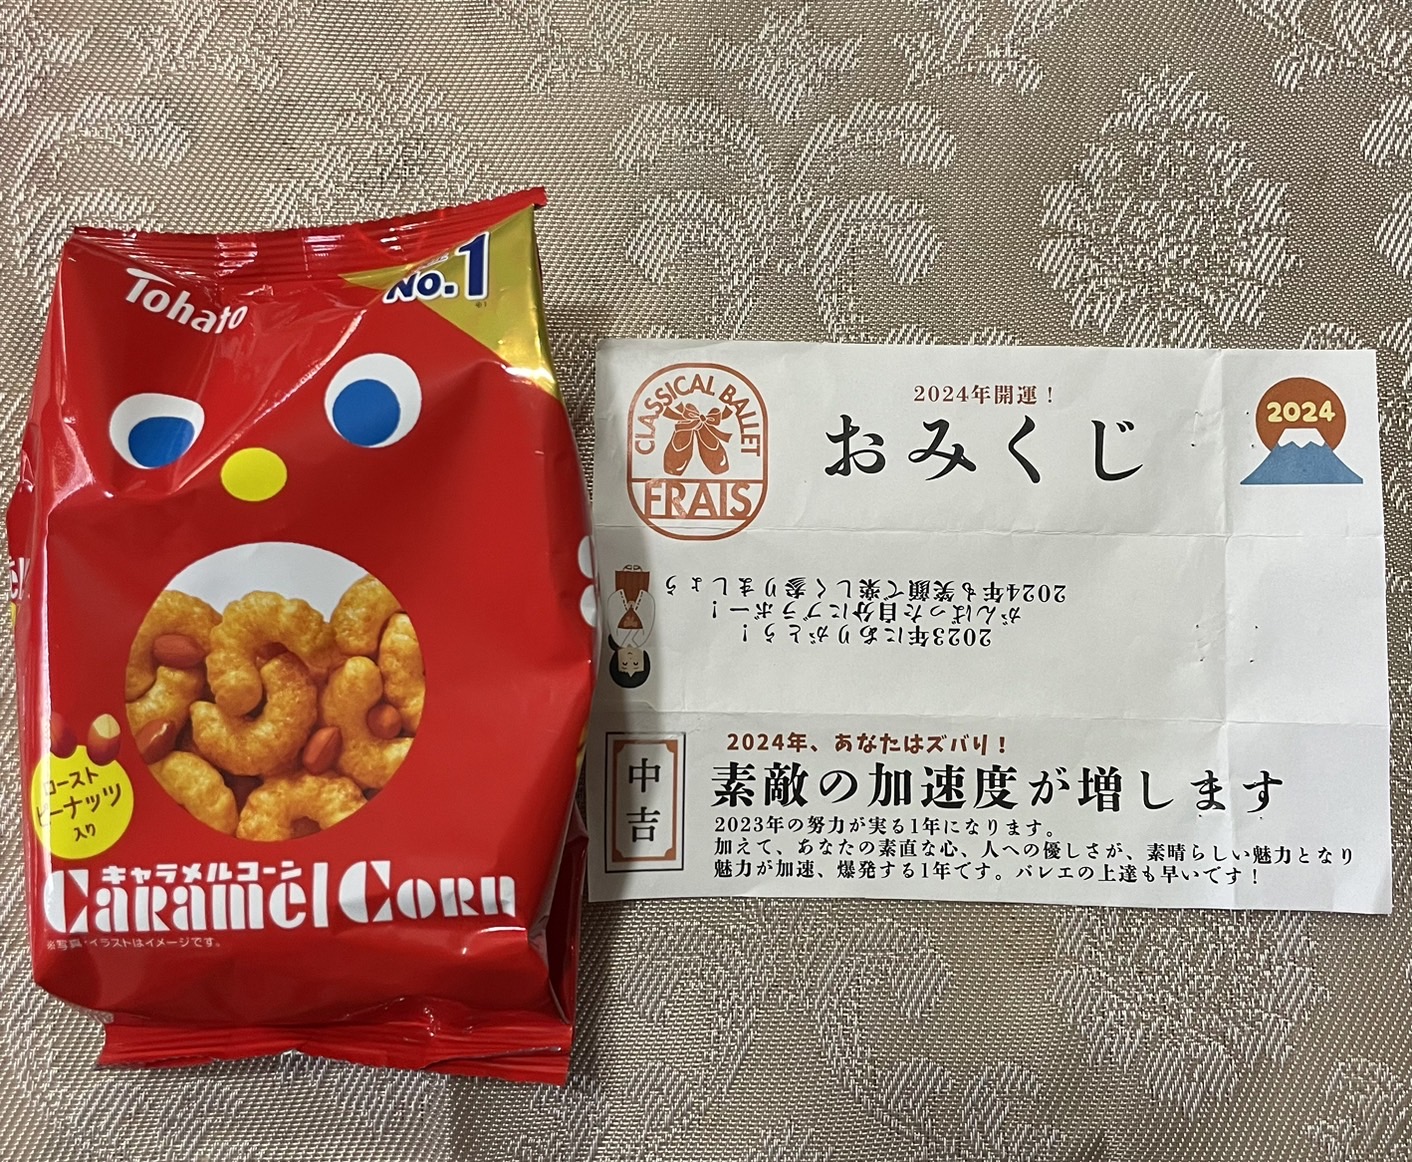 Tohato
No.1
※1
ロースト
ピーナッツ
入り
キャラメルコーン
Caramel Corn
※写真・イラストはイメージです。
CLASSICAL BALLET
FRAIS
2024年開運！
おみくじ
2024
2023年にありがとう！
がんばった自分にブラボー！
2024年も笑顔で楽しく参りましょう
中吉
2024年、あなたはズバリ！
素敵の加速度が増します
2023年の努力が実る1年になります。
加えて、あなたの素直な心、人への優しさが、素晴らしい魅力となり
魅力が加速、爆発する1年です。バレエの上達も早いです！